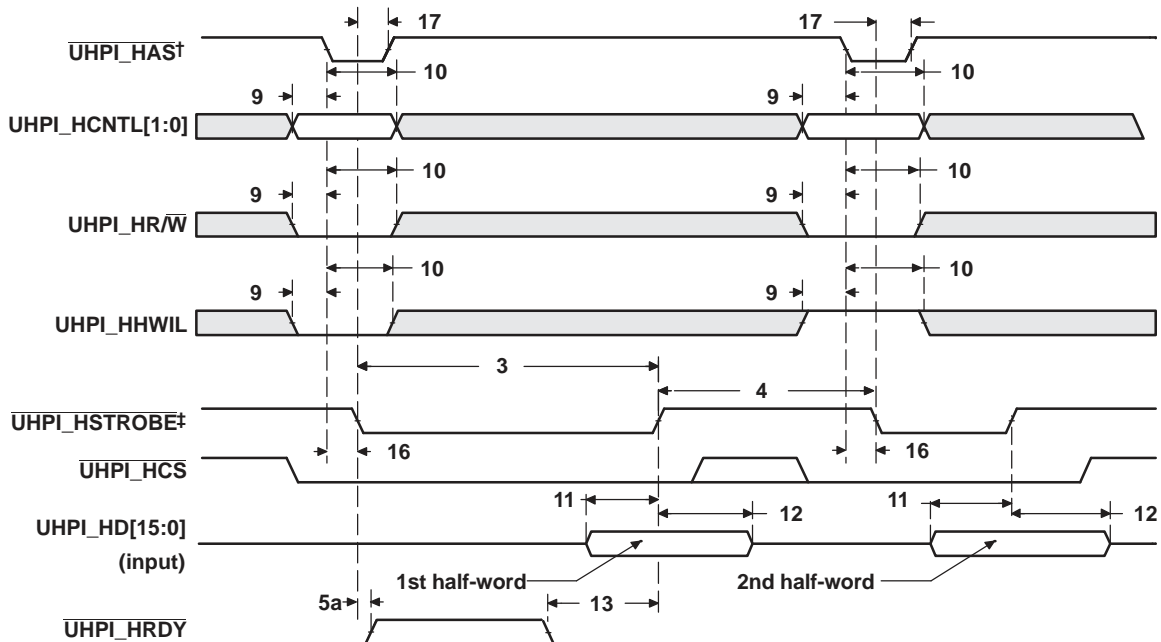 17 17
UHPI_HAS†
10 10
9 9
UHPI_HCNTL[1:0]
10 10
9 9
UHPI_HR/W
10 10
9 9
UHPI_HHWIL
3
4
UHPI_HSTROBE‡
16 16
UHPI_HCS
11 11
12 12
UHPI_HD[15:0]
(input)
1st half-word 2nd half-word
5a 13
UHPI_HRDY